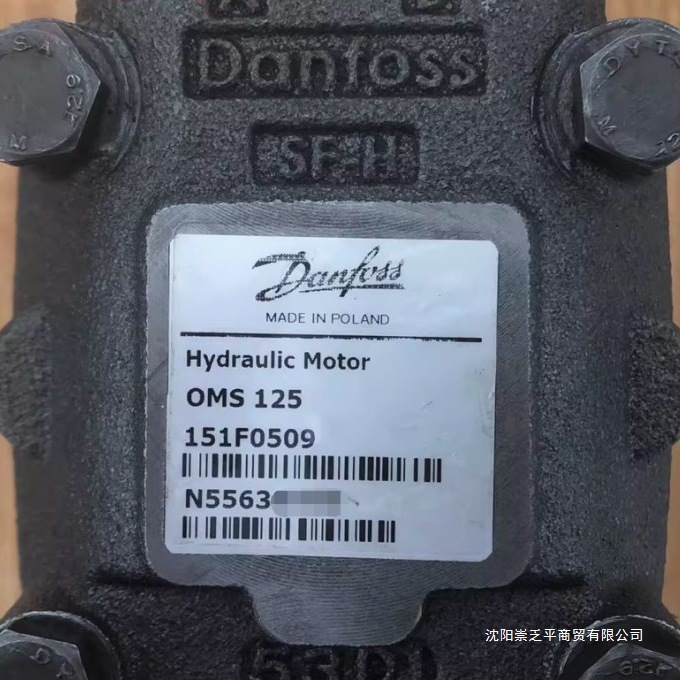 Danfoss
SF H
Danfoss
MADE IN POLAND
Hydraulic Motor
OMS 125
151F0509
N5563
沈阳崇芝平商贸有限公司